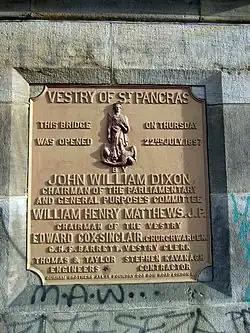 VESTRY OF ST PANCRAS
THIS BRIDGE ON THURSDAY
WAS OPENED 22ND JULY. 1897
BY
JOHN WILLIAM DIXON
CHAIRMAN OF THE PARLIAMENTARY
AND GENERAL PURPOSES COMMITTEE
WILLIAM HENRY MATTHEWS. J.P.
CHAIRMAN OF THE VESTRY
EDWARD COX-SINCLAIR, CHURCHWARDEN.
C.H.F. BARRETT, VESTRY CLERK
THOMAS & TAYLOR STEPHEN KAVANAGH
ENGINEERS CONTRACTOR
M.A.W.